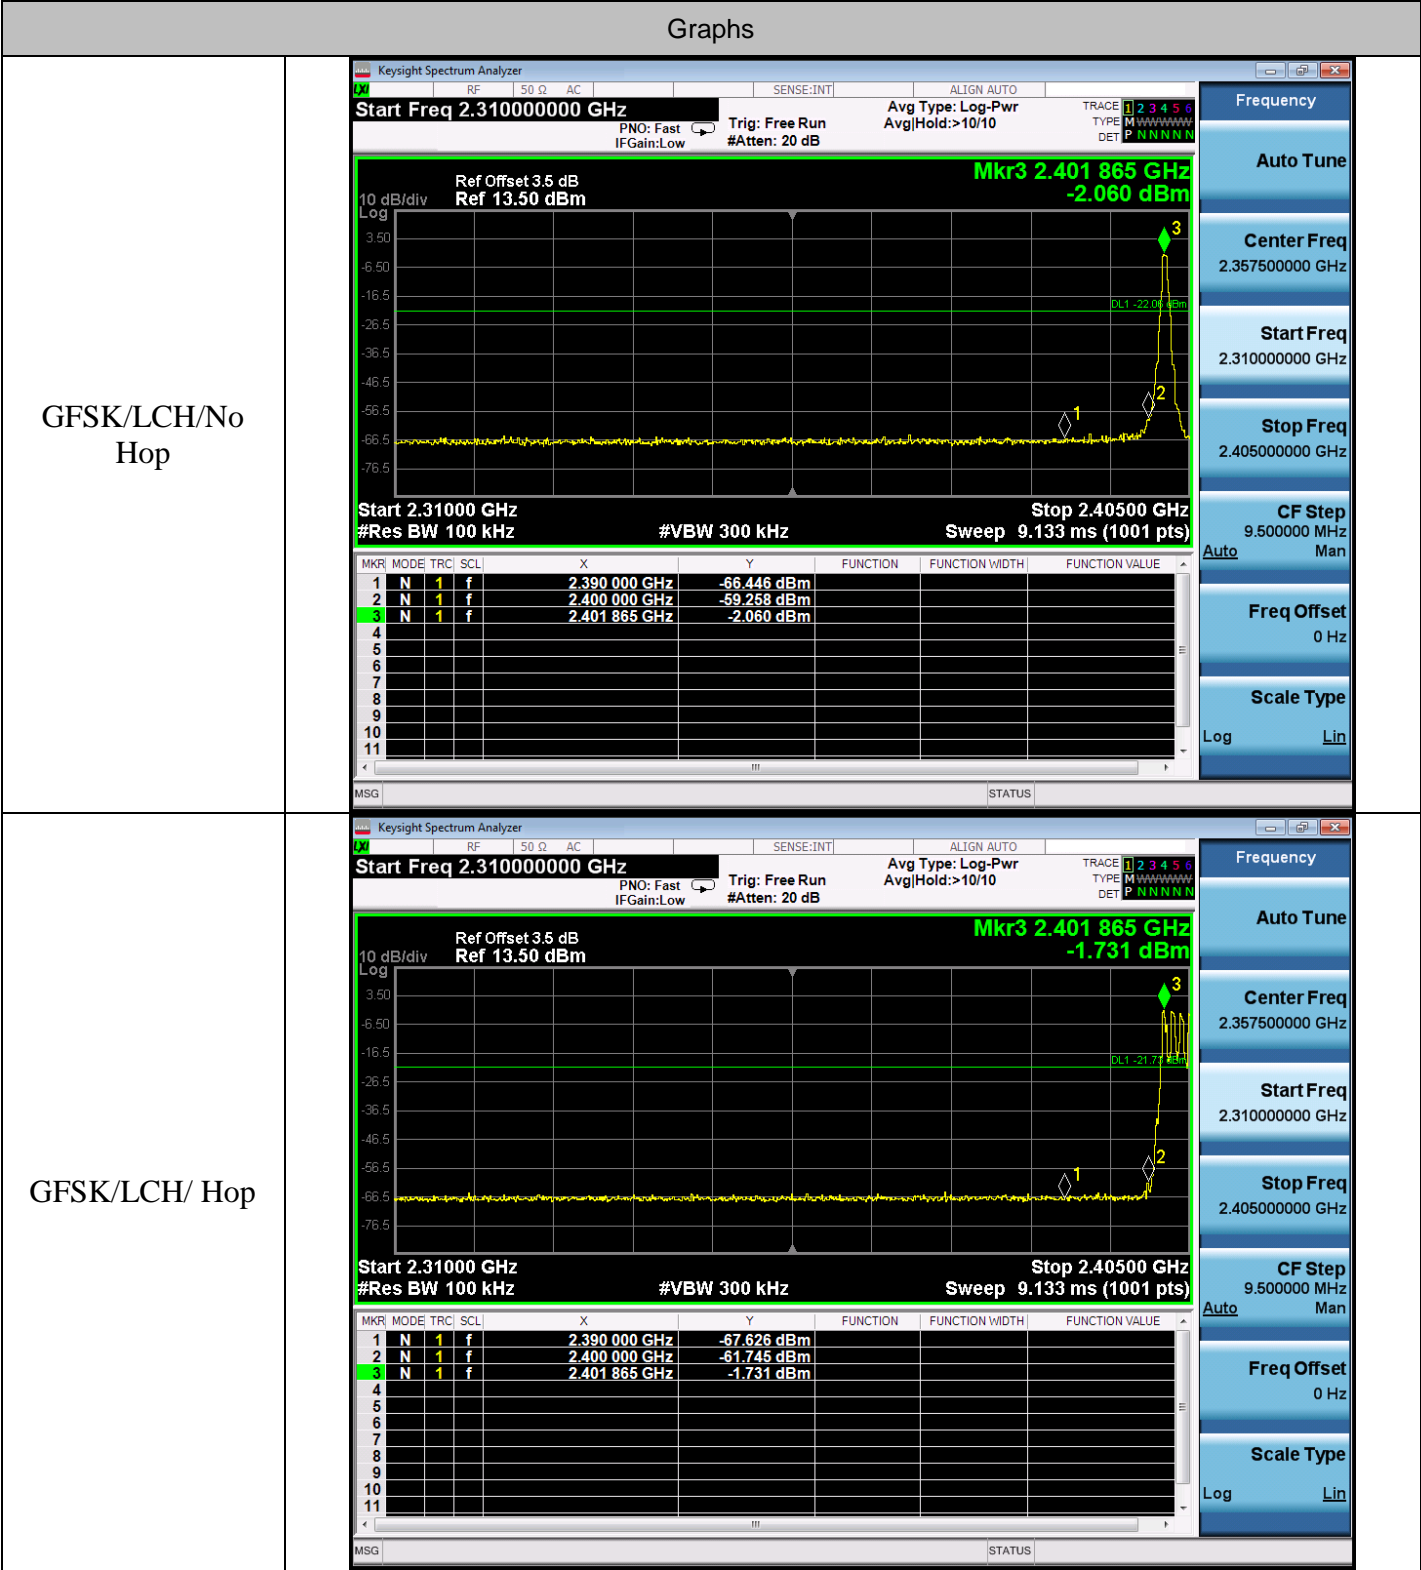 Graphs
GFSK/LCH/No
Hop
Keysight Spectrum Analyzer
LXI RF 50 Ω AC SENSE:INT ALIGN AUTO
Start Freq 2.310000000 GHz
PNO: Fast
IFGain:Low
Trig: Free Run
#Atten: 20 dB
Avg Type: Log-Pwr
Avg|Hold:>10/10
TRACE 1 2 3 4 5 6
TYPE M WWWWW
DET P N N N N N
Mkr3 2.401 865 GHz
-2.060 dBm
Ref Offset 3.5 dB
10 dB/div Ref 13.50 dBm
Log
3.50
-6.50
-16.5
-26.5
-36.5
-46.5
-56.5
-66.5
-76.5
DL1 -22.06 dBm
1
2
3
Start 2.31000 GHz Stop 2.40500 GHz
#Res BW 100 kHz #VBW 300 kHz Sweep 9.133 ms (1001 pts)
MKR MODE TRC SCL X Y FUNCTION FUNCTION WIDTH FUNCTION VALUE
1 N 1 f 2.390 000 GHz -66.446 dBm
2 N 1 f 2.400 000 GHz -59.258 dBm
3 N 1 f 2.401 865 GHz -2.060 dBm
4
5
6
7
8
9
10
11
MSG STATUS
Frequency
Auto Tune
Center Freq
2.357500000 GHz
Start Freq
2.310000000 GHz
Stop Freq
2.405000000 GHz
CF Step
9.500000 MHz
Auto Man
Freq Offset
0 Hz
Scale Type
Log Lin
GFSK/LCH/ Hop
Keysight Spectrum Analyzer
LXI RF 50 Ω AC SENSE:INT ALIGN AUTO
Start Freq 2.310000000 GHz
PNO: Fast
IFGain:Low
Trig: Free Run
#Atten: 20 dB
Avg Type: Log-Pwr
Avg|Hold:>10/10
TRACE 1 2 3 4 5 6
TYPE M WWWWW
DET P N N N N N
Mkr3 2.401 865 GHz
-1.731 dBm
Ref Offset 3.5 dB
10 dB/div Ref 13.50 dBm
Log
3.50
-6.50
-16.5
-26.5
-36.5
-46.5
-56.5
-66.5
-76.5
DL1 -21.73 dBm
1
2
3
Start 2.31000 GHz Stop 2.40500 GHz
#Res BW 100 kHz #VBW 300 kHz Sweep 9.133 ms (1001 pts)
MKR MODE TRC SCL X Y FUNCTION FUNCTION WIDTH FUNCTION VALUE
1 N 1 f 2.390 000 GHz -67.626 dBm
2 N 1 f 2.400 000 GHz -61.745 dBm
3 N 1 f 2.401 865 GHz -1.731 dBm
4
5
6
7
8
9
10
11
MSG STATUS
Frequency
Auto Tune
Center Freq
2.357500000 GHz
Start Freq
2.310000000 GHz
Stop Freq
2.405000000 GHz
CF Step
9.500000 MHz
Auto Man
Freq Offset
0 Hz
Scale Type
Log Lin